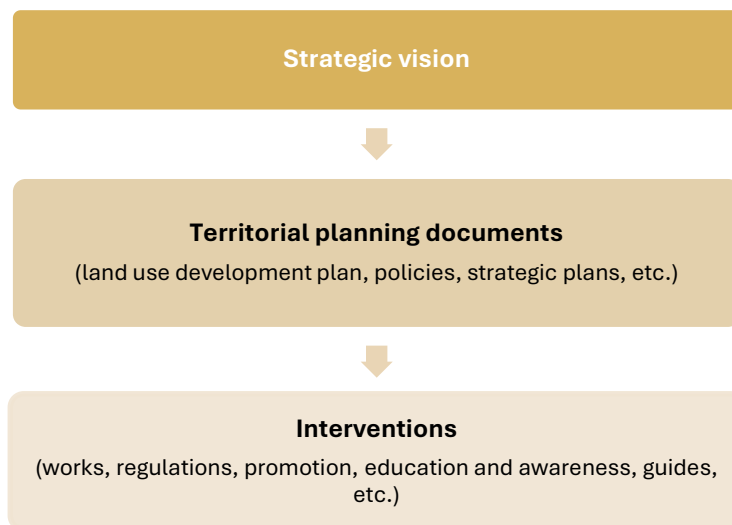 Strategic vision
Territorial planning documents
(land use development plan, policies, strategic plans, etc.)
Interventions
(works, regulations, promotion, education and awareness, guides,
etc.)